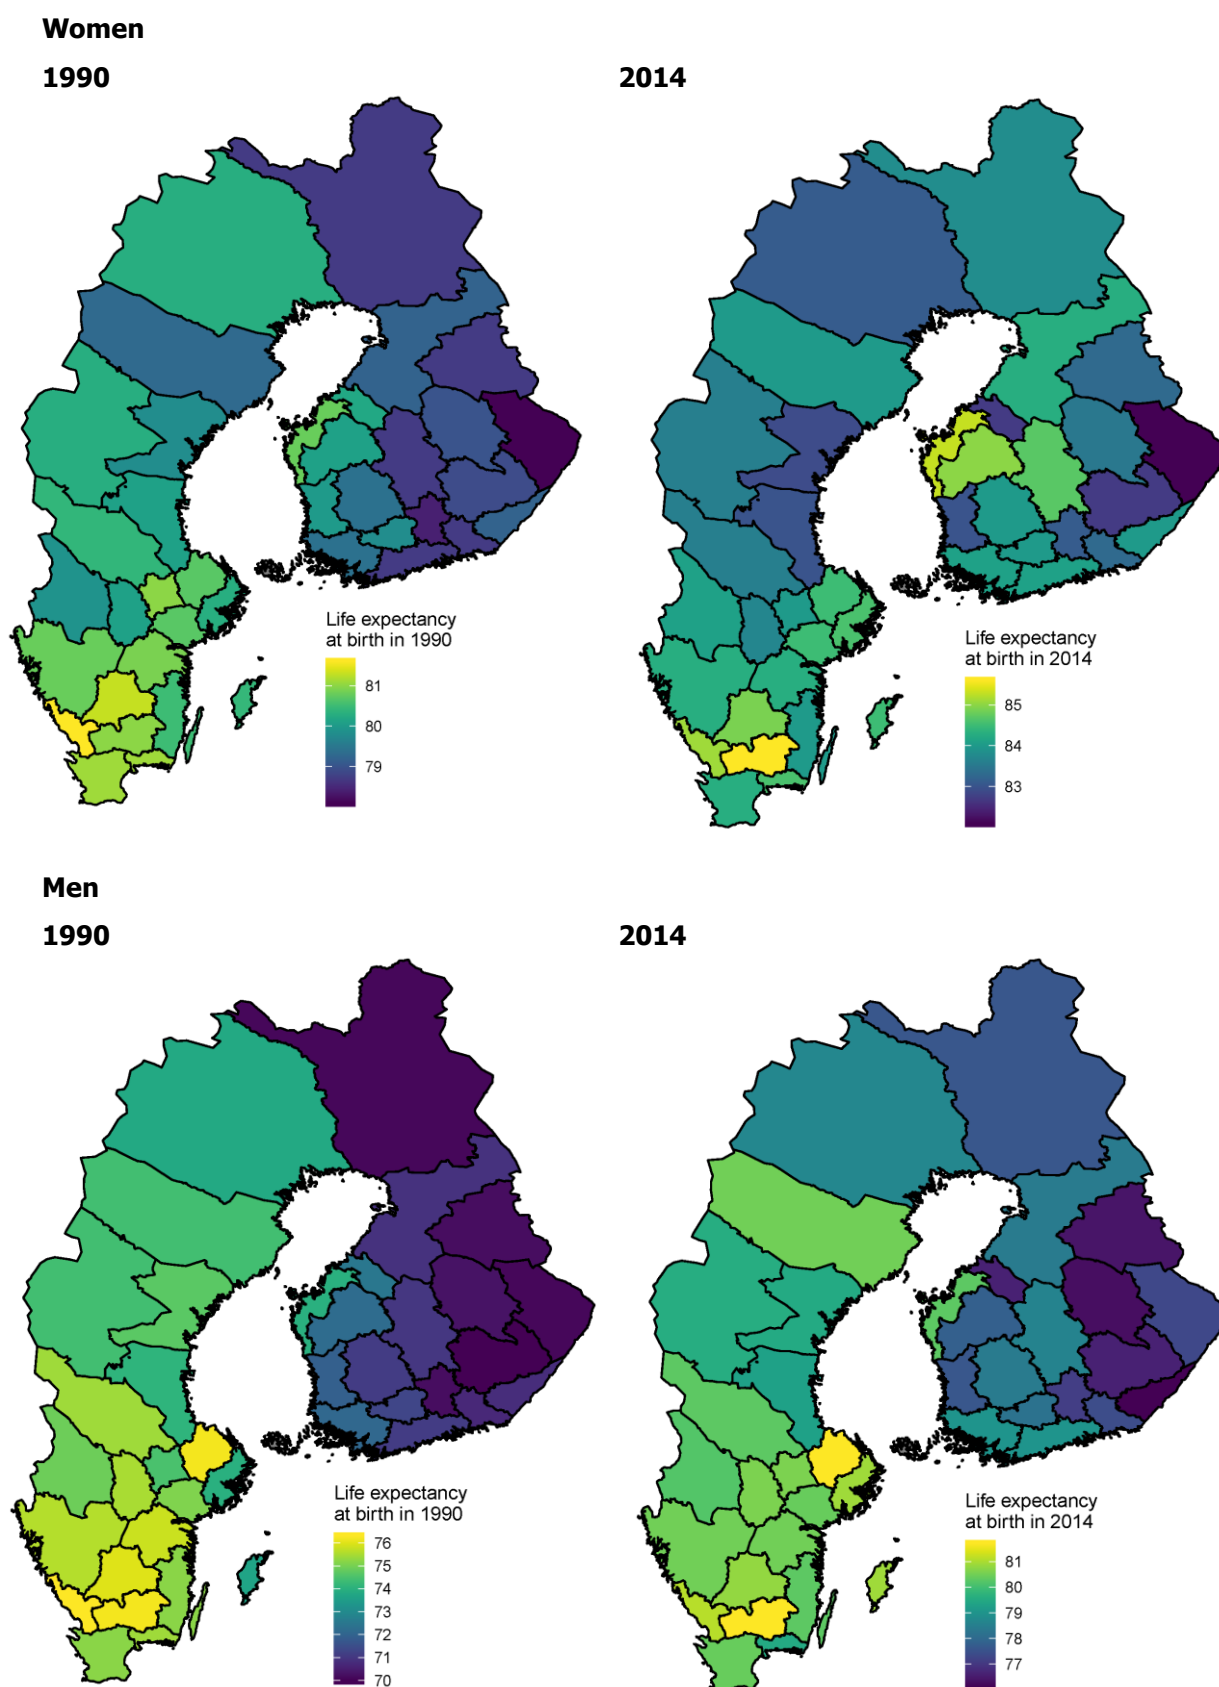 Women
1990
2014
Life expectancy
at birth in 1990
81
80
79
Life expectancy
at birth in 2014
85
84
83
Men
1990
2014
Life expectancy
at birth in 1990
76
75
74
73
72
71
70
Life expectancy
at birth in 2014
81
80
79
78
77